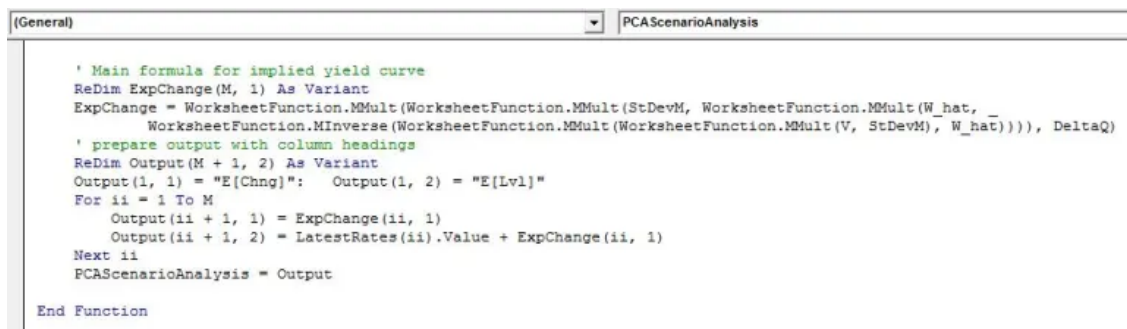 (General) PCAScenarioAnalysis
' Main formula for implied yield curve
ReDim ExpChange(M, 1) As Variant
ExpChange = WorksheetFunction.MMult(WorksheetFunction.MMult(StDevM, WorksheetFunction.MMult(W_hat, _
WorksheetFunction.MInverse(WorksheetFunction.MMult(WorksheetFunction.MMult(V, StDevM), W_hat)))), DeltaQ)
' prepare output with column headings
ReDim Output(M + 1, 2) As Variant
Output(1, 1) = "E[Chng]": Output(1, 2) = "E[Lvl]"
For ii = 1 To M
Output(ii + 1, 1) = ExpChange(ii, 1)
Output(ii + 1, 2) = LatestRates(ii).Value + ExpChange(ii, 1)
Next ii
PCAScenarioAnalysis = Output
End Function